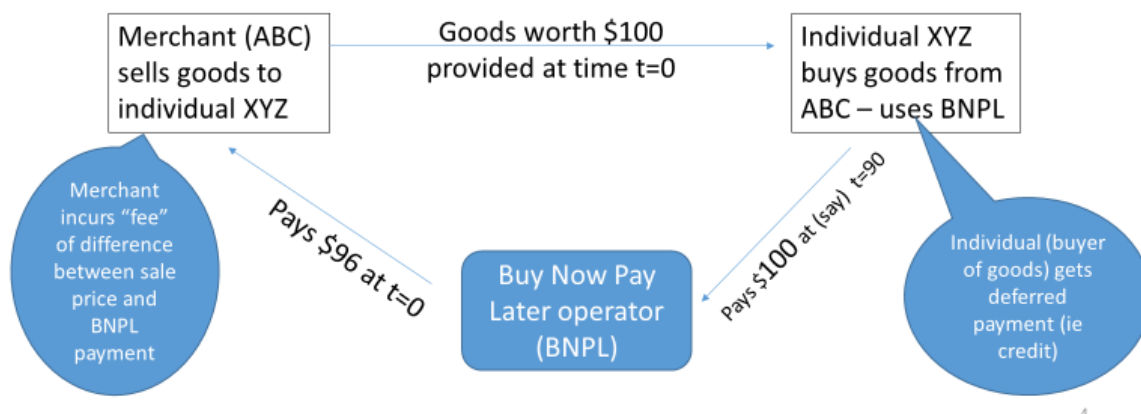 Merchant (ABC)
sells goods to
individual XYZ
Goods worth $100
provided at time t=0
Individual XYZ
buys goods from
ABC – uses BNPL
Merchant
incurs “fee”
of difference
between sale
price and
BNPL
payment
Pays $96 at t=0
Buy Now Pay
Later operator
(BNPL)
Pays $100 at (say) t=90
Individual (buyer
of goods) gets
deferred
payment (ie
credit)
4